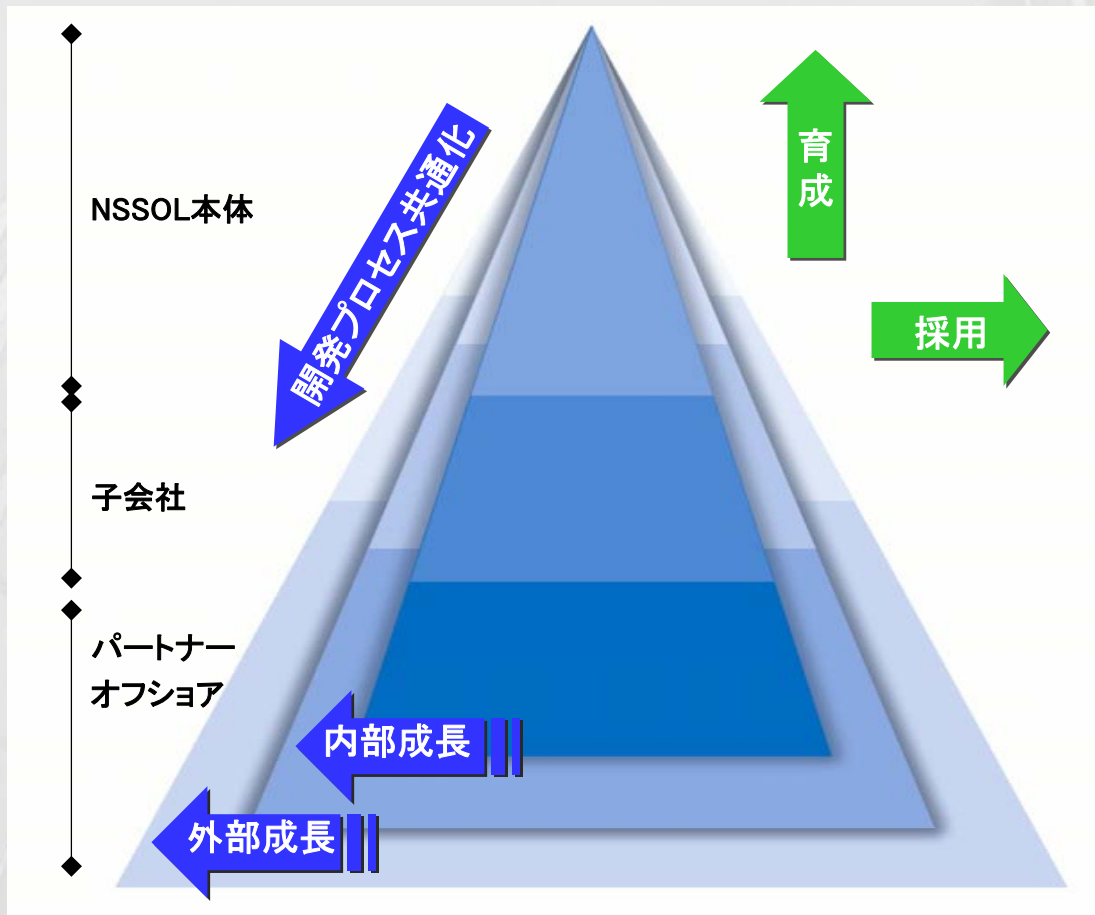 NSSOL本体
子会社
パートナー
オフショア
開発プロセス共通化
育成
採用
内部成長
外部成長